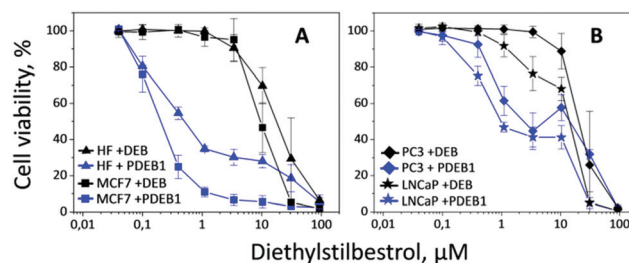 Cell viability, %
100
80
60
40
20
0
A
HF +DEB
HF + PDEB1
MCF7 +DEB
MCF7 +PDEB1
0,01 0,1 1 10 100
100
80
60
40
20
0
B
PC3 +DEB
PC3 + PDEB1
LNCaP +DEB
LNCaP +PDEB1
0,01 0,1 1 10 100
Diethylstilbestrol, µM